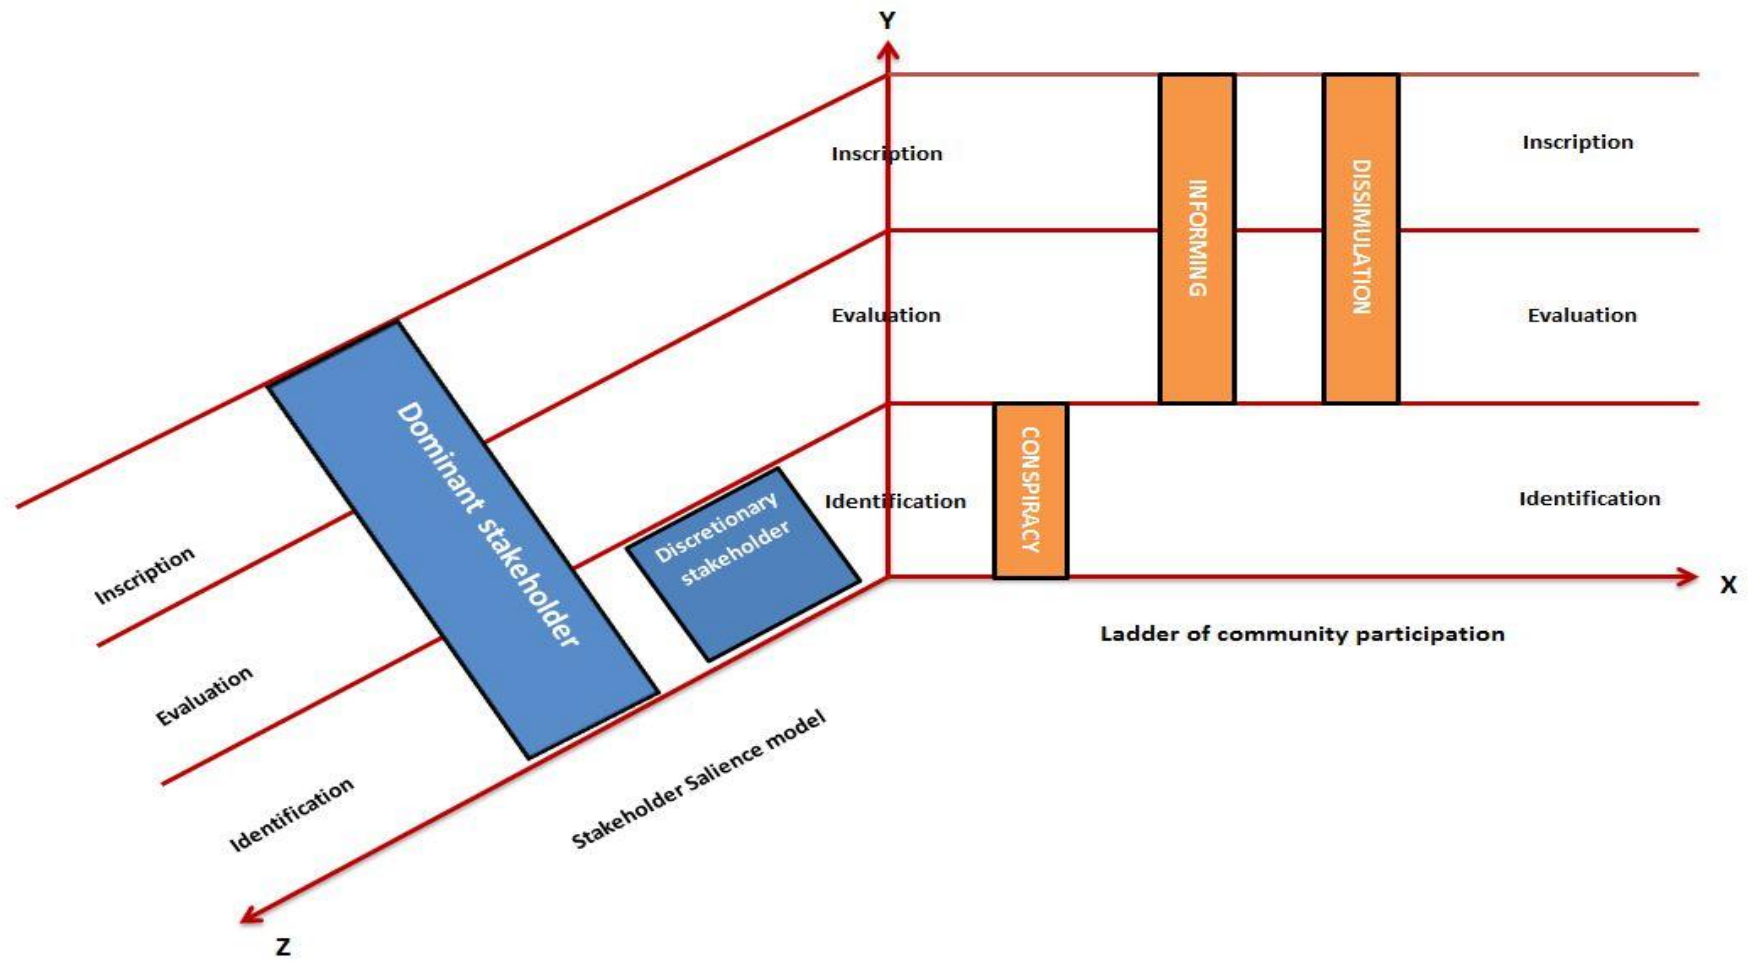 Y
Inscription
Inscription
INFORMING
DISSIMULATION
Evaluation
Evaluation
Dominant stakeholder
Discretionary
stakeholder
Identification
CONSPIRACY
Identification
X
Ladder of community participation
Inscription
Evaluation
Identification
Stakeholder Salience model
Z